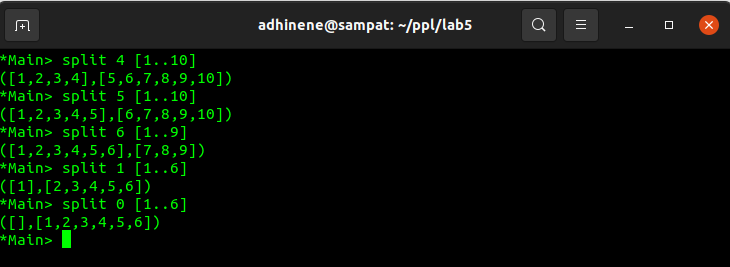 adhinene@sampat: ~/ppl/lab5
*Main> split 4 [1..10]
([1,2,3,4],[5,6,7,8,9,10])
*Main> split 5 [1..10]
([1,2,3,4,5],[6,7,8,9,10])
*Main> split 6 [1..9]
([1,2,3,4,5,6],[7,8,9])
*Main> split 1 [1..6]
([1],[2,3,4,5,6])
*Main> split 0 [1..6]
([],[1,2,3,4,5,6])
*Main>